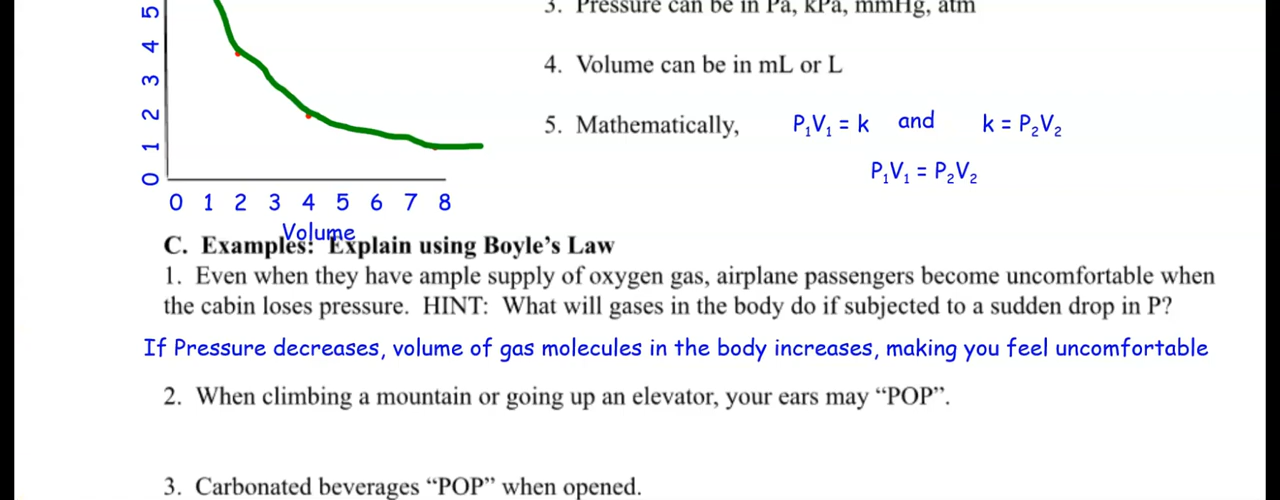 5
4
3
2
1
0
0 1 2 3 4 5 6 7 8
Volume
3. Pressure can be in Pa, kPa, mmHg, atm
4. Volume can be in mL or L
5. Mathematically, P₁V₁ = k and k = P₂V₂
P₁V₁ = P₂V₂
C. Examples: Explain using Boyle's Law
1. Even when they have ample supply of oxygen gas, airplane passengers become uncomfortable when
the cabin loses pressure. HINT: What will gases in the body do if subjected to a sudden drop in P?
If Pressure decreases, volume of gas molecules in the body increases, making you feel uncomfortable
2. When climbing a mountain or going up an elevator, your ears may “POP”.
3. Carbonated beverages “POP” when opened.